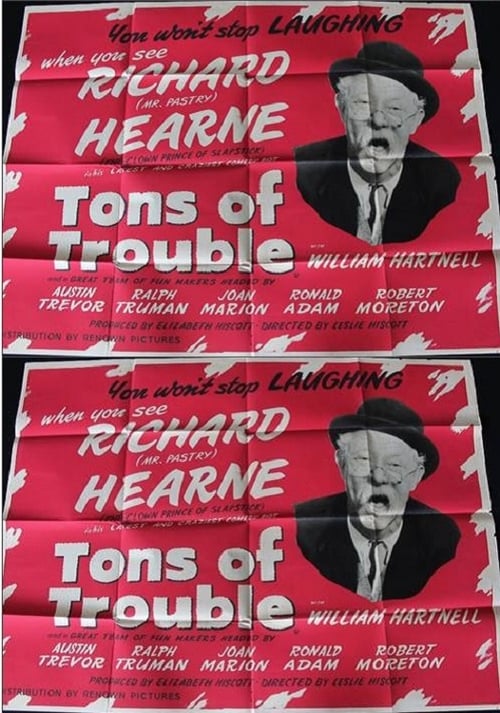 You won't stop LAUGHING
when you see
RICHARD
(MR. PASTRY)
HEARNE
CLOWN PRINCE OF SLAPSTICK)
in his
Tons of
Trouble
WILLIAM HARTNELL
GREAT TEAM OF FUN MAKERS HEADED BY
AUSTIN TREVOR RALPH TRUMAN JOAN MARION RONALD ADAM ROBERT MORETON
PRODUCED BY ELIZABETH HISCOTT · DIRECTED BY LESLIE HISCOTT
DISTRIBUTION BY RENOWN PICTURES
You won't stop LAUGHING
when you see
RICHARD
(MR. PASTRY)
HEARNE
CLOWN PRINCE OF SLAPSTICK)
in his
Tons of
Trouble
WILLIAM HARTNELL
GREAT TEAM OF FUN MAKERS HEADED BY
AUSTIN TREVOR RALPH TRUMAN JOAN MARION RONALD ADAM ROBERT MORETON
PRODUCED BY ELIZABETH HISCOTT · DIRECTED BY LESLIE HISCOTT
STRIBUTION BY RENOWN PICTURES